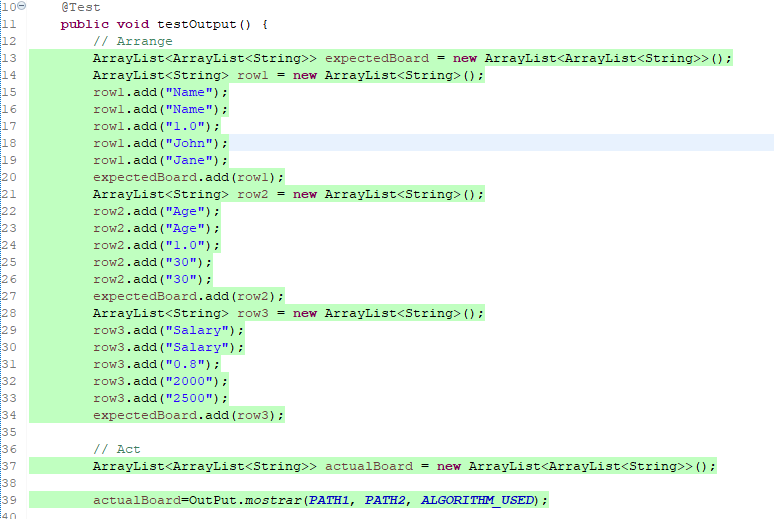 10 @Test
11 public void testOutput() {
12 // Arrange
13 ArrayList<ArrayList<String>> expectedBoard = new ArrayList<ArrayList<String>>();
14 ArrayList<String> row1 = new ArrayList<String>();
15 row1.add("Name");
16 row1.add("Name");
17 row1.add("1.0");
18 row1.add("John");
19 row1.add("Jane");
20 expectedBoard.add(row1);
21 ArrayList<String> row2 = new ArrayList<String>();
22 row2.add("Age");
23 row2.add("Age");
24 row2.add("1.0");
25 row2.add("30");
26 row2.add("30");
27 expectedBoard.add(row2);
28 ArrayList<String> row3 = new ArrayList<String>();
29 row3.add("Salary");
30 row3.add("Salary");
31 row3.add("0.8");
32 row3.add("2000");
33 row3.add("2500");
34 expectedBoard.add(row3);
35
36 // Act
37 ArrayList<ArrayList<String>> actualBoard = new ArrayList<ArrayList<String>>();
38
39 actualBoard=OutPut.mostrar(PATH1, PATH2, ALGORITHM_USED);
40